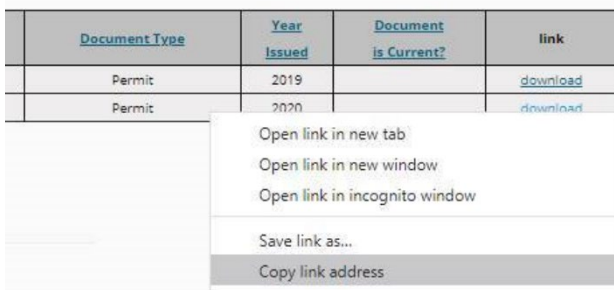 Document Type Year Issued Document is Current? link
Permit 2019 download
Permit 2020 download
Open link in new tab
Open link in new window
Open link in incognito window
Save link as...
Copy link address